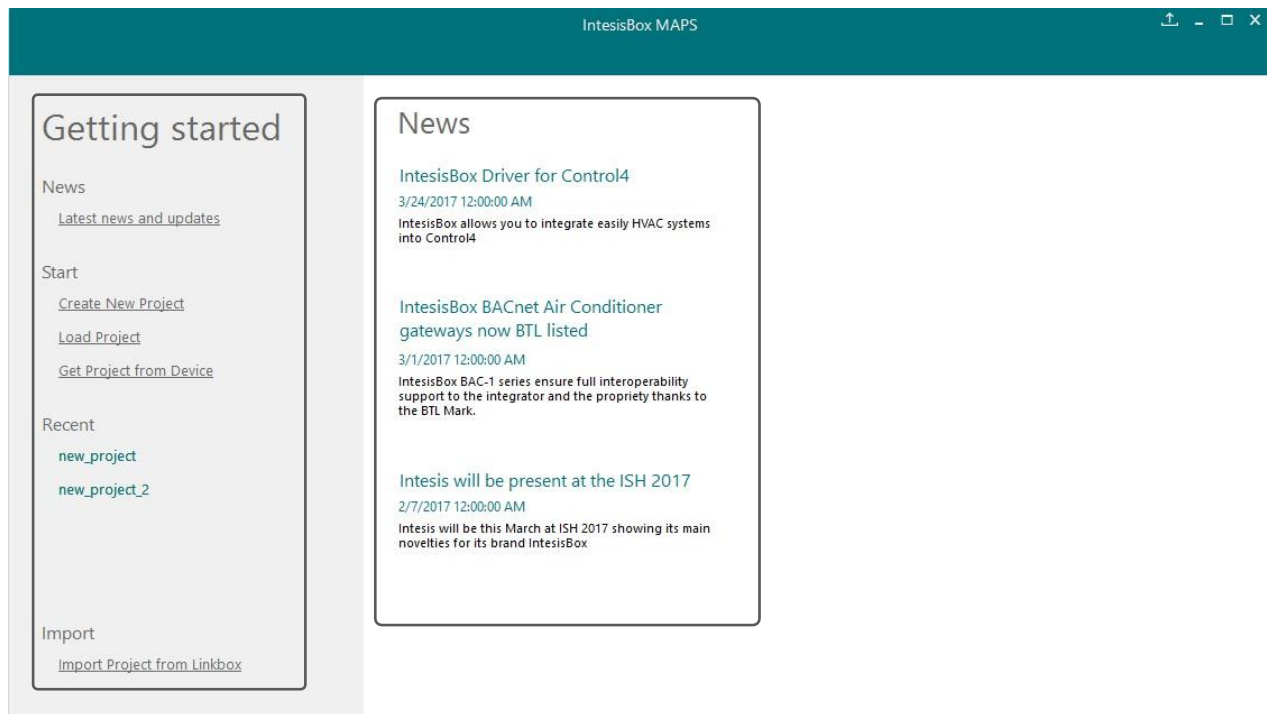 IntesisBox MAPS
Getting started
News
Latest news and updates
Start
Create New Project
Load Project
Get Project from Device
Recent
new_project
new_project_2
Import
Import Project from Linkbox
News
IntesisBox Driver for Control4
3/24/2017 12:00:00 AM
IntesisBox allows you to integrate easily HVAC systems
into Control4
IntesisBox BACnet Air Conditioner
gateways now BTL listed
3/1/2017 12:00:00 AM
IntesisBox BAC-1 series ensure full interoperability
support to the integrator and the propriety thanks to
the BTL Mark.
Intesis will be present at the ISH 2017
2/7/2017 12:00:00 AM
Intesis will be this March at ISH 2017 showing its main
novelties for its brand IntesisBox